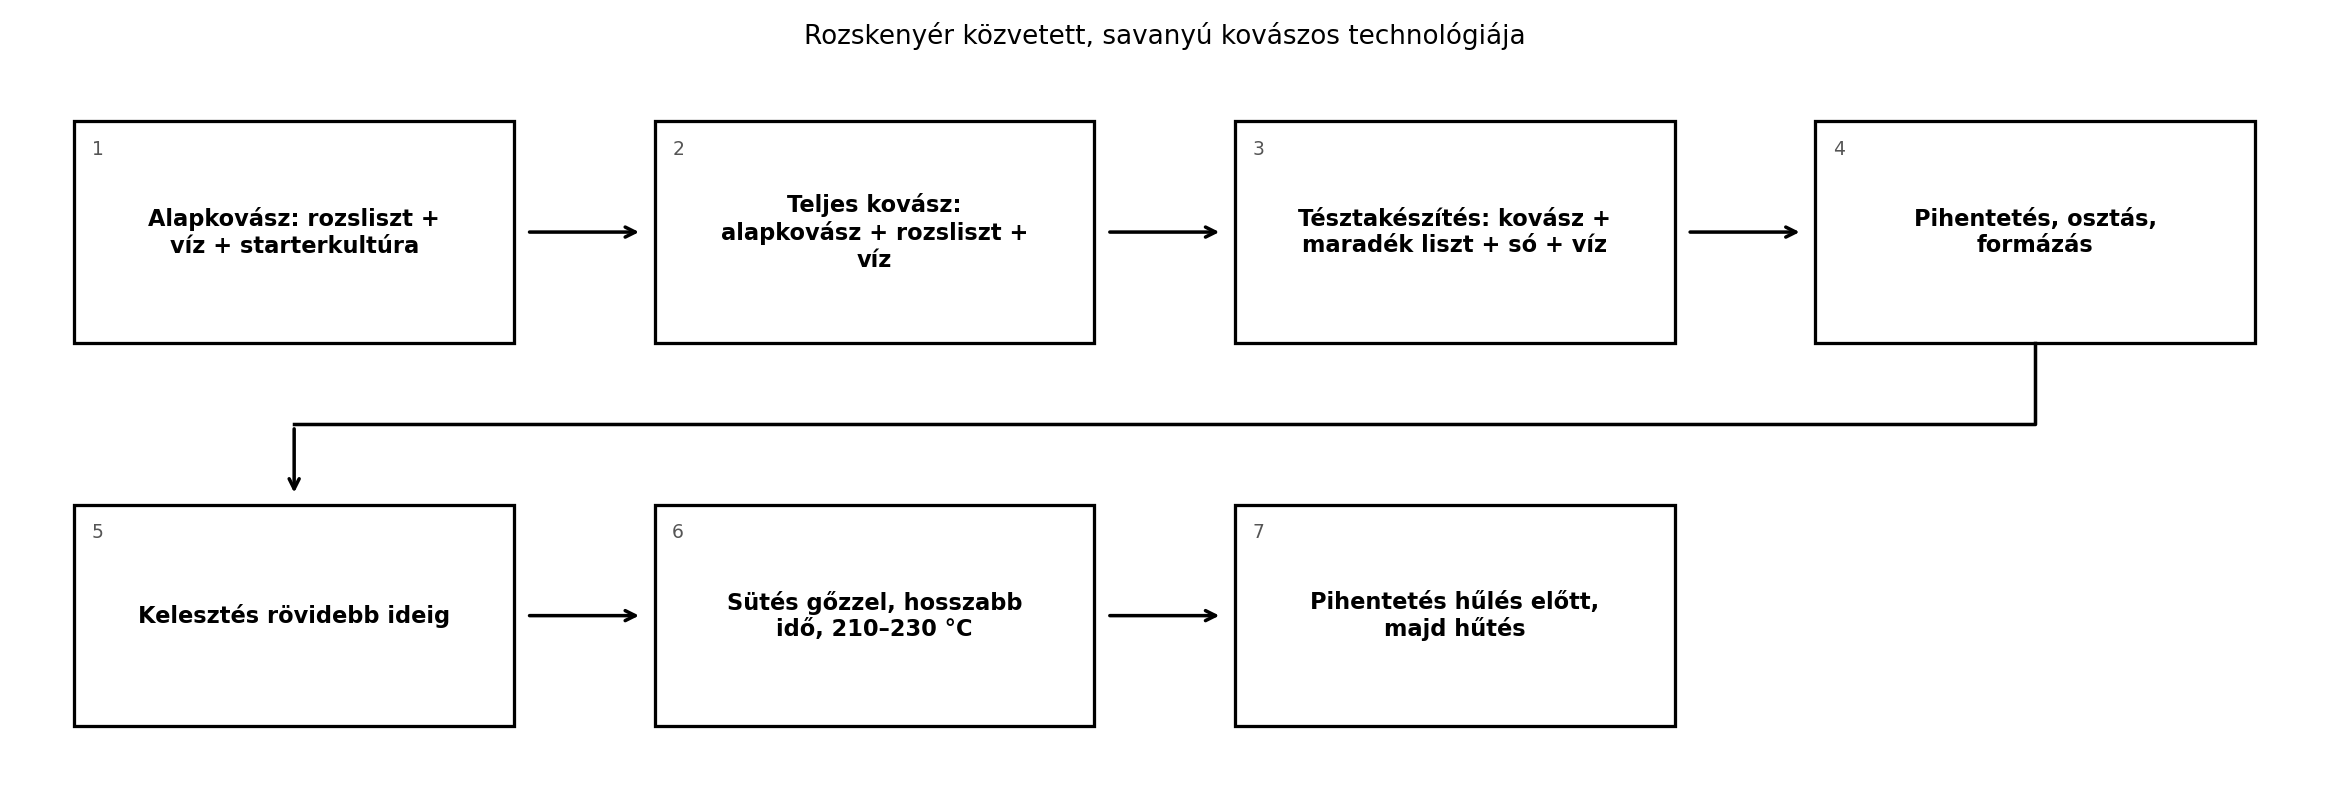 Rozskenyér közvetett, savanyú kovászos technológiája
1
Alapkovász: rozsliszt +
víz + starterkultúra
2
Teljes kovász:
alapkovász + rozsliszt +
víz
3
Tésztakészítés: kovász +
maradék liszt + só + víz
4
Pihentetés, osztás,
formázás
5
Kelesztés rövidebb ideig
6
Sütés gőzzel, hosszabb
idő, 210–230 °C
7
Pihentetés hűlés előtt,
majd hűtés